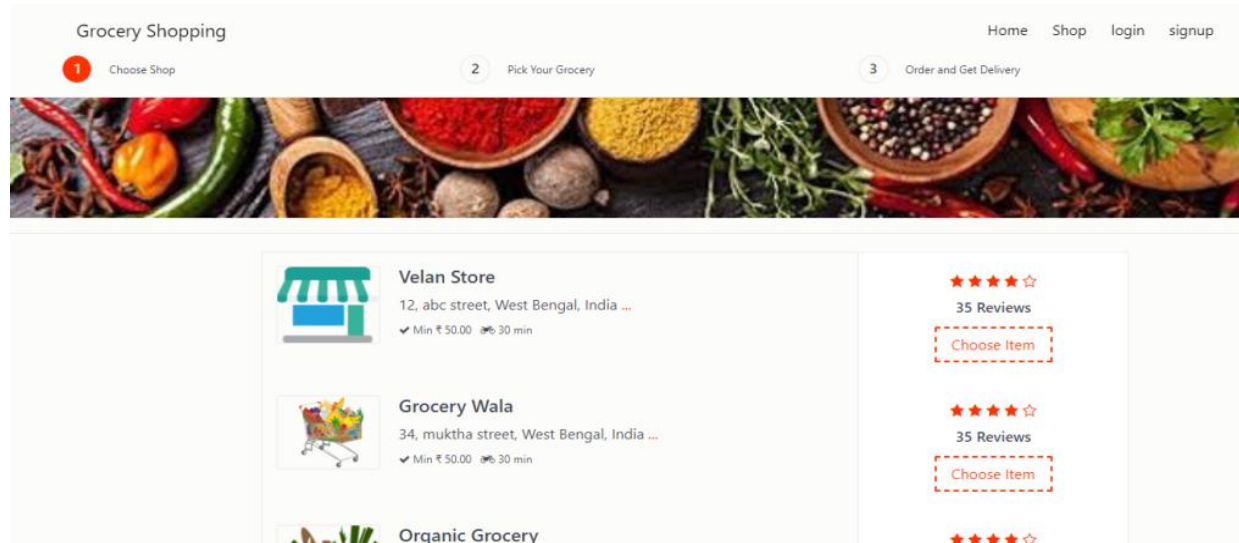 Grocery Shopping
Home Shop login signup
1 Choose Shop
2 Pick Your Grocery
3 Order and Get Delivery
Velan Store
12, abc street, West Bengal, India ...
Min ₹ 50.00 30 min
35 Reviews
Choose Item
Grocery Wala
34, muktha street, West Bengal, India ...
Min ₹ 50.00 30 min
35 Reviews
Choose Item
Organic Grocery